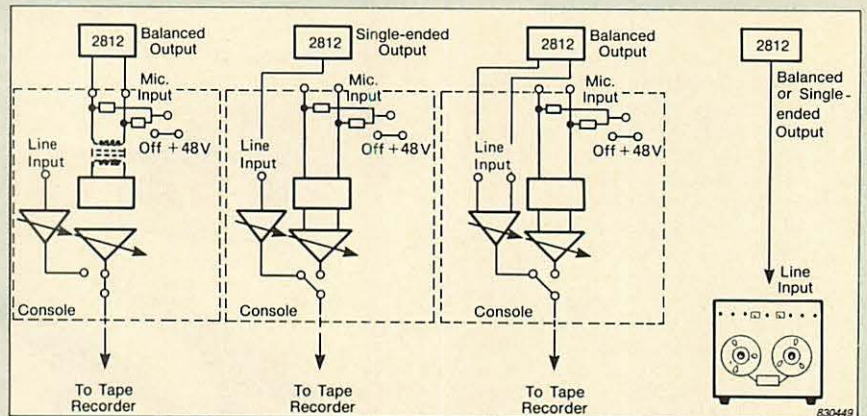 2812
Balanced
Output
Mic.
Input
Line
Input
Off +48V
Console
To Tape
Recorder
2812
Single-ended
Output
Mic.
Input
Line
Input
Off +48V
Console
To Tape
Recorder
2812
Balanced
Output
Mic.
Input
Line
Input
Off +48V
Console
To Tape
Recorder
2812
Balanced
or Single-
ended
Output
Line
Input
830449